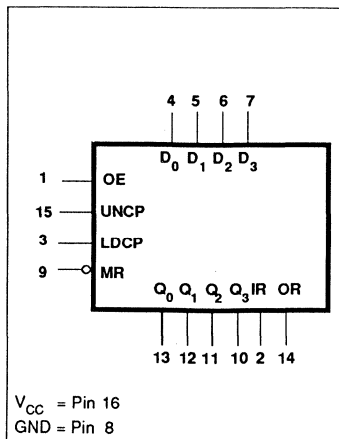 4 5 6 7
D0 D1 D2 D3
1 OE
15 UNCP
3 LDCP
9 MR
Q0 Q1 Q2 Q3 IR OR
13 12 11 10 2 14
VCC = Pin 16
GND = Pin 8